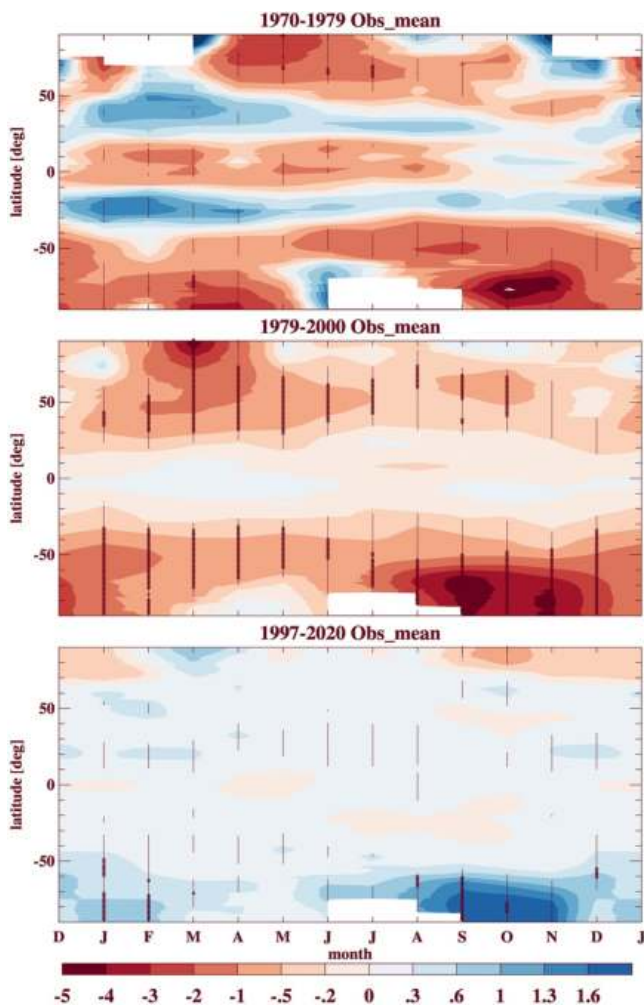 1970-1979 Obs_mean
latitude [deg]
50
0
-50
1979-2000 Obs_mean
latitude [deg]
50
0
-50
1997-2020 Obs_mean
latitude [deg]
50
0
-50
D J F M A M J J A S O N D J
month
-5 -4 -3 -2 -1 -.5 -.2 0 .3 .6 1 1.3 1.6